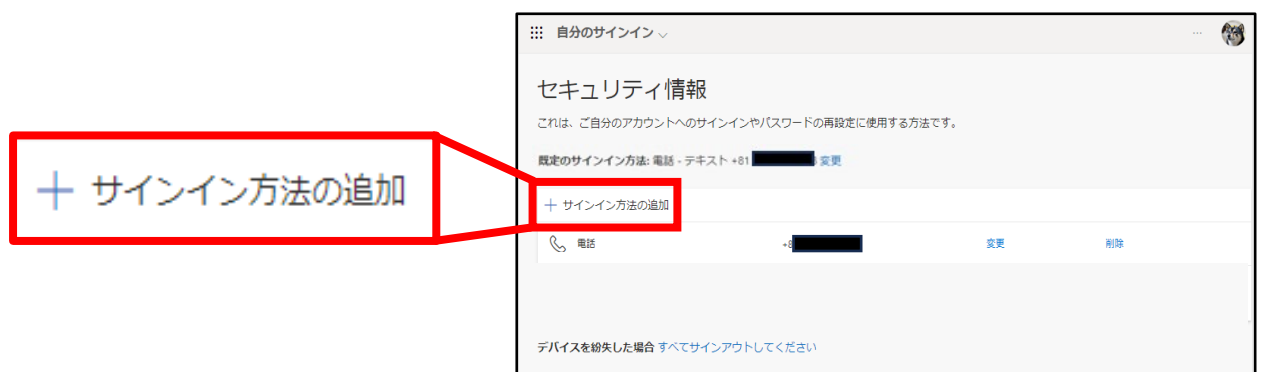 自分のサインイン
セキュリティ情報
これは、ご自分のアカウントへのサインインやパスワードの再設定に使用する方法です。
既定のサインイン方法: 電話 - テキスト +81 変更
+ サインイン方法の追加
+ サインイン方法の追加
電話 +8 変更 削除
デバイスを紛失した場合 すべてサインアウトしてください